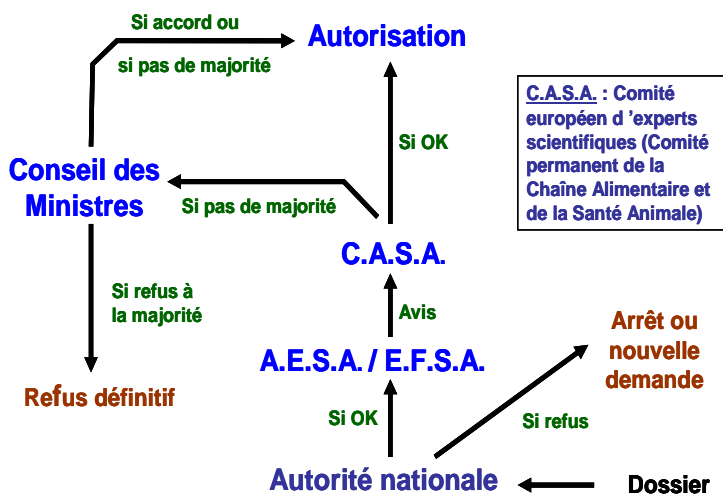 Si accord ou
si pas de majorité
Autorisation
C.A.S.A. : Comité
européen d ’experts
scientifiques (Comité
permanent de la
Chaîne Alimentaire et
de la Santé Animale)
Si OK
Conseil des
Ministres
Si pas de majorité
C.A.S.A.
Si refus à
la majorité
Avis
Arrêt ou
nouvelle
demande
A.E.S.A. / E.F.S.A.
Refus définitif
Si OK
Si refus
Autorité nationale
Dossier